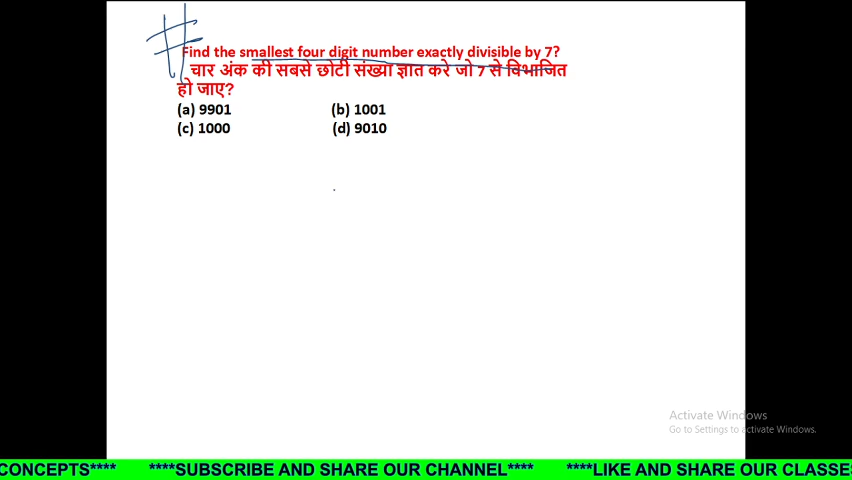 Find the smallest four digit number exactly divisible by 7?
चार अंक की सबसे छोटी संख्या ज्ञात करे जो 7 से विभाजित
हो जाए?
(a) 9901 (b) 1001
(c) 1000 (d) 9010
Activate Windows
Go to Settings to activate Windows.
CONCEPTS**** ****SUBSCRIBE AND SHARE OUR CHANNEL**** ****LIKE AND SHARE OUR CLASSE